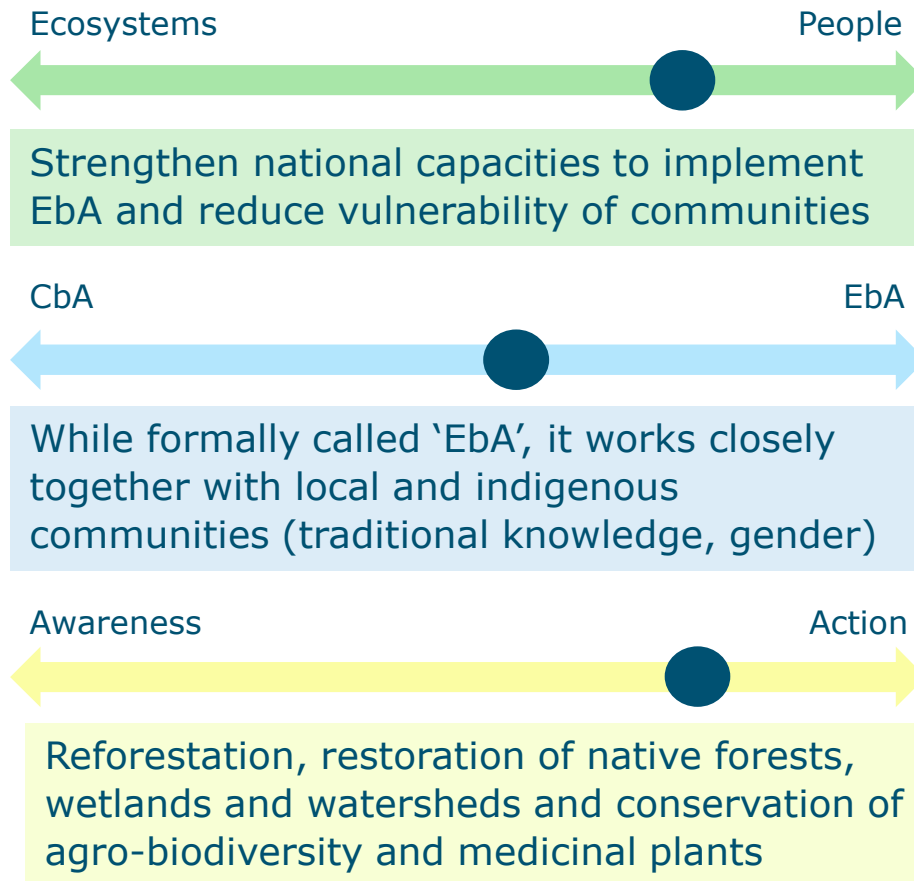 Ecosystems People
Strengthen national capacities to implement
EbA and reduce vulnerability of communities
CbA EbA
While formally called ‘EbA’, it works closely
together with local and indigenous
communities (traditional knowledge, gender)
Awareness Action
Reforestation, restoration of native forests,
wetlands and watersheds and conservation of
agro-biodiversity and medicinal plants